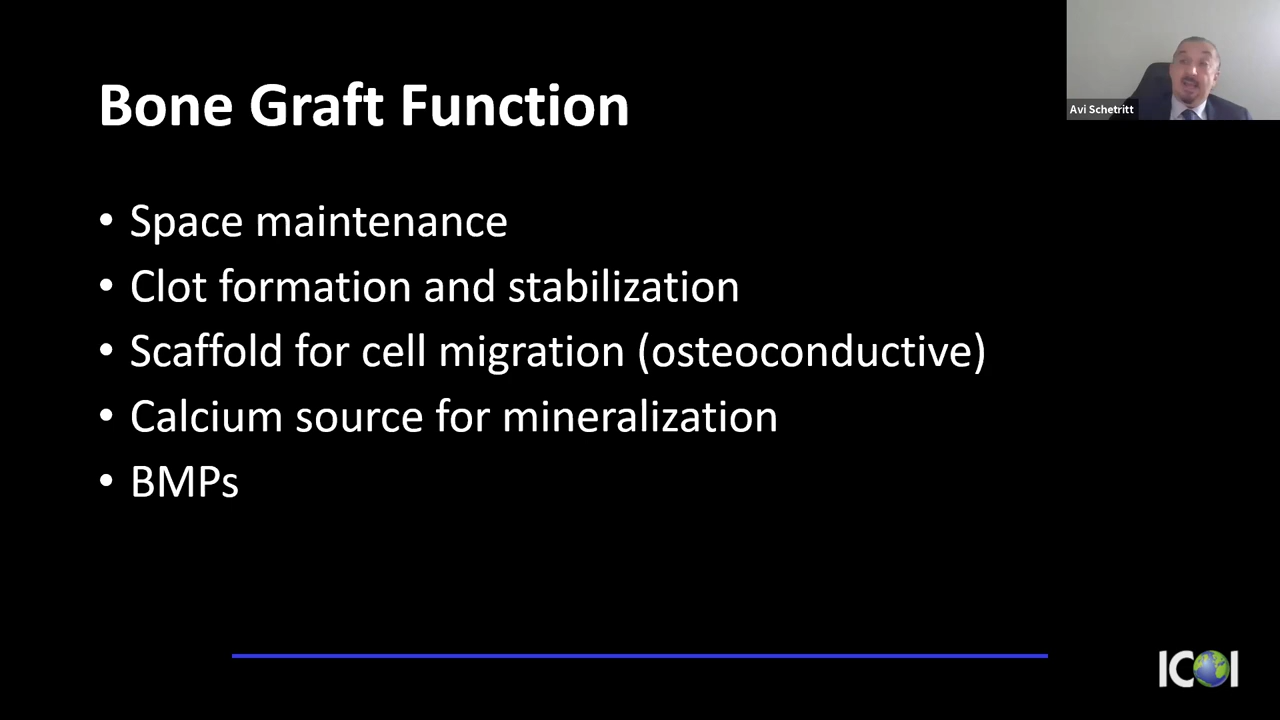 Bone Graft Function
Avi Schetritt
• Space maintenance
• Clot formation and stabilization
• Scaffold for cell migration (osteoconductive)
• Calcium source for mineralization
• BMPs
ICOI